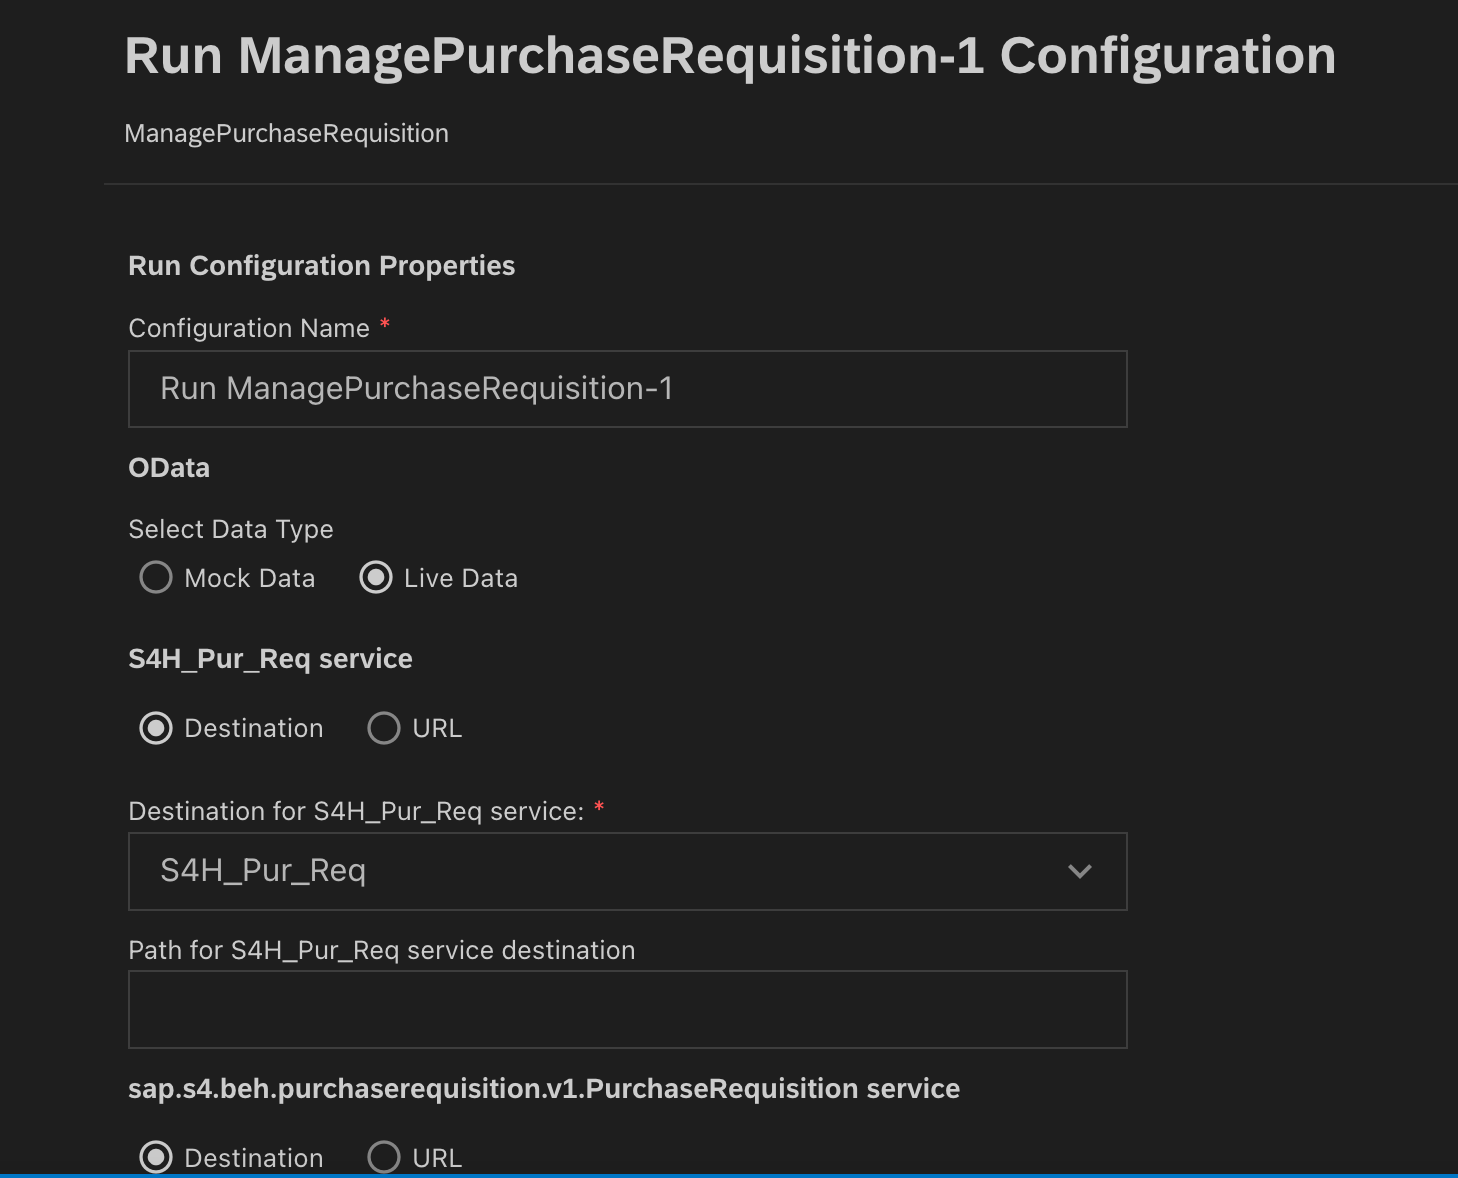 Run ManagePurchaseRequisition-1 Configuration
ManagePurchaseRequisition
Run Configuration Properties
Configuration Name *
Run ManagePurchaseRequisition-1
OData
Select Data Type
Mock Data Live Data
S4H_Pur_Req service
Destination URL
Destination for S4H_Pur_Req service: *
S4H_Pur_Req
Path for S4H_Pur_Req service destination
sap.s4.beh.purchaserequisition.v1.PurchaseRequisition service
Destination URL